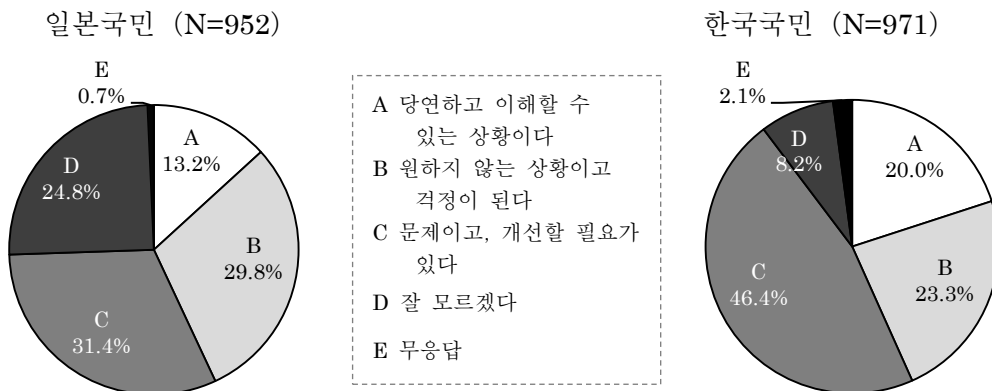 일본국민 (N=952)
E
0.7%
A
13.2%
B
29.8%
C
31.4%
D
24.8%
A 당연하고 이해할 수
있는 상황이다
B 원하지 않는 상황이고
걱정이 된다
C 문제이고, 개선할 필요가
있다
D 잘 모르겠다
E 무응답
한국국민 (N=971)
E
2.1%
A
20.0%
B
23.3%
C
46.4%
D
8.2%